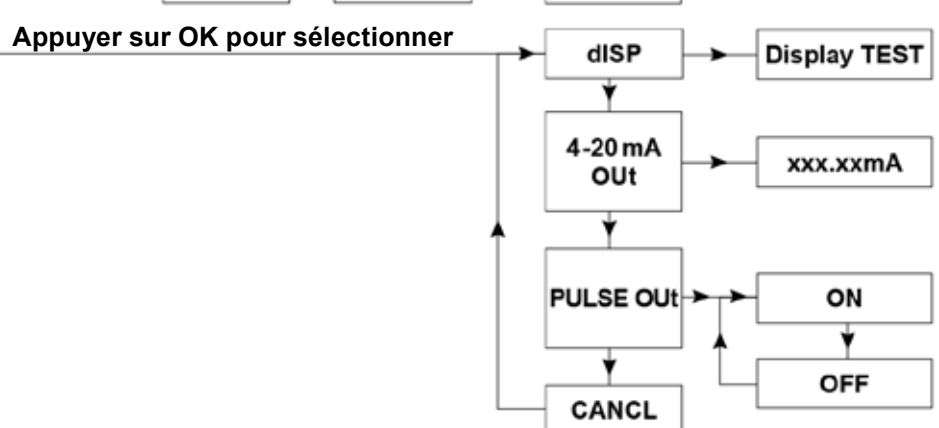 Appuyer sur OK pour sélectionner
dISP
Display TEST
4-20 mA
OUt
xxx.xxmA
PULSE OUt
ON
OFF
CANCL